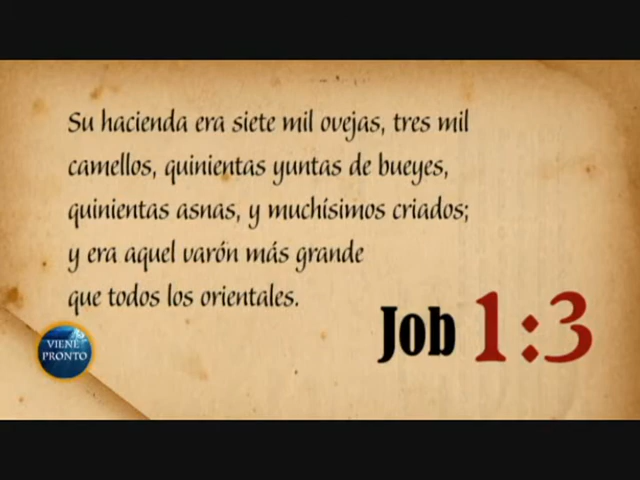 Su hacienda era siete mil ovejas, tres mil
camellos, quinientas yuntas de bueyes,
quinientas asnas, y muchísimos criados;
y era aquel varón más grande
que todos los orientales.
Job 1:3
VIENE
PRONTO